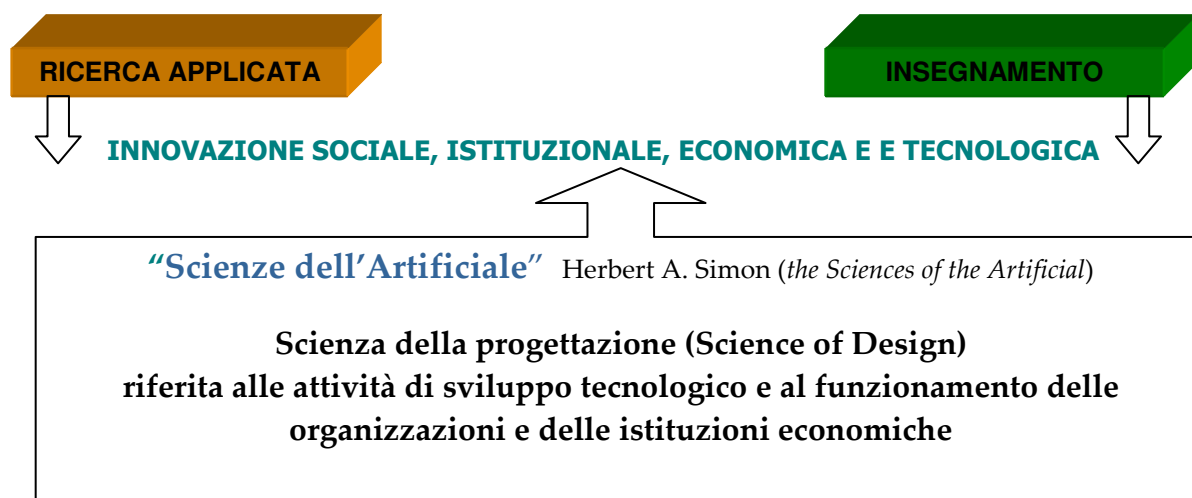 RICERCA APPLICATA
INSEGNAMENTO
INNOVAZIONE SOCIALE, ISTITUZIONALE, ECONOMICA E E TECNOLOGICA
“Scienze dell’Artificiale” Herbert A. Simon (the Sciences of the Artificial)
Scienza della progettazione (Science of Design)
riferita alle attività di sviluppo tecnologico e al funzionamento delle
organizzazioni e delle istituzioni economiche